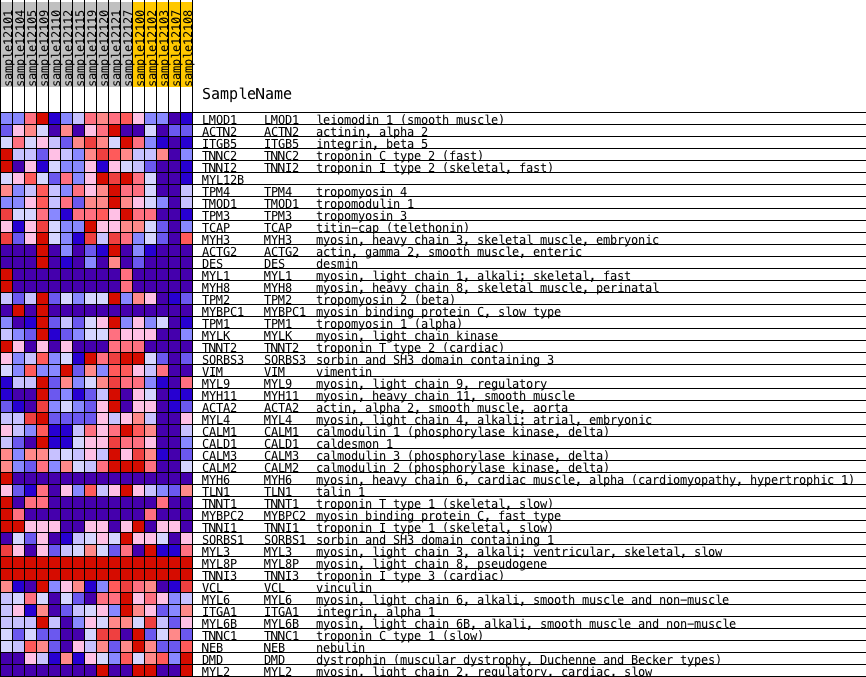 sample12101
sample12104
sample12105
sample12109
sample12110
sample12112
sample12115
sample12119
sample12120
sample12121
sample12127
sample12100
sample12102
sample12103
sample12107
sample12108
SampleName
LMOD1 LMOD1 leiomodin 1 (smooth muscle)
ACTN2 ACTN2 actinin, alpha 2
ITGB5 ITGB5 integrin, beta 5
TNNC2 TNNC2 troponin C type 2 (fast)
TNNI2 TNNI2 troponin I type 2 (skeletal, fast)
MYL12B
TPM4 TPM4 tropomyosin 4
TMOD1 TMOD1 tropomodulin 1
TPM3 TPM3 tropomyosin 3
TCAP TCAP titin-cap (telethonin)
MYH3 MYH3 myosin, heavy chain 3, skeletal muscle, embryonic
ACTG2 ACTG2 actin, gamma 2, smooth muscle, enteric
DES DES desmin
MYL1 MYL1 myosin, light chain 1, alkali; skeletal, fast
MYH8 MYH8 myosin, heavy chain 8, skeletal muscle, perinatal
TPM2 TPM2 tropomyosin 2 (beta)
MYBPC1 MYBPC1 myosin binding protein C, slow type
TPM1 TPM1 tropomyosin 1 (alpha)
MYLK MYLK myosin, light chain kinase
TNNT2 TNNT2 troponin T type 2 (cardiac)
SORBS3 SORBS3 sorbin and SH3 domain containing 3
VIM VIM vimentin
MYL9 MYL9 myosin, light chain 9, regulatory
MYH11 MYH11 myosin, heavy chain 11, smooth muscle
ACTA2 ACTA2 actin, alpha 2, smooth muscle, aorta
MYL4 MYL4 myosin, light chain 4, alkali; atrial, embryonic
CALM1 CALM1 calmodulin 1 (phosphorylase kinase, delta)
CALD1 CALD1 caldesmon 1
CALM3 CALM3 calmodulin 3 (phosphorylase kinase, delta)
CALM2 CALM2 calmodulin 2 (phosphorylase kinase, delta)
MYH6 MYH6 myosin, heavy chain 6, cardiac muscle, alpha (cardiomyopathy, hypertrophic 1)
TLN1 TLN1 talin 1
TNNT1 TNNT1 troponin T type 1 (skeletal, slow)
MYBPC2 MYBPC2 myosin binding protein C, fast type
TNNI1 TNNI1 troponin I type 1 (skeletal, slow)
SORBS1 SORBS1 sorbin and SH3 domain containing 1
MYL3 MYL3 myosin, light chain 3, alkali; ventricular, skeletal, slow
MYL8P MYL8P myosin, light chain 8, pseudogene
TNNI3 TNNI3 troponin I type 3 (cardiac)
VCL VCL vinculin
MYL6 MYL6 myosin, light chain 6, alkali, smooth muscle and non-muscle
ITGA1 ITGA1 integrin, alpha 1
MYL6B MYL6B myosin, light chain 6B, alkali, smooth muscle and non-muscle
TNNC1 TNNC1 troponin C type 1 (slow)
NEB NEB nebulin
DMD DMD dystrophin (muscular dystrophy, Duchenne and Becker types)
MYL2 MYL2 myosin, light chain 2, regulatory, cardiac, slow